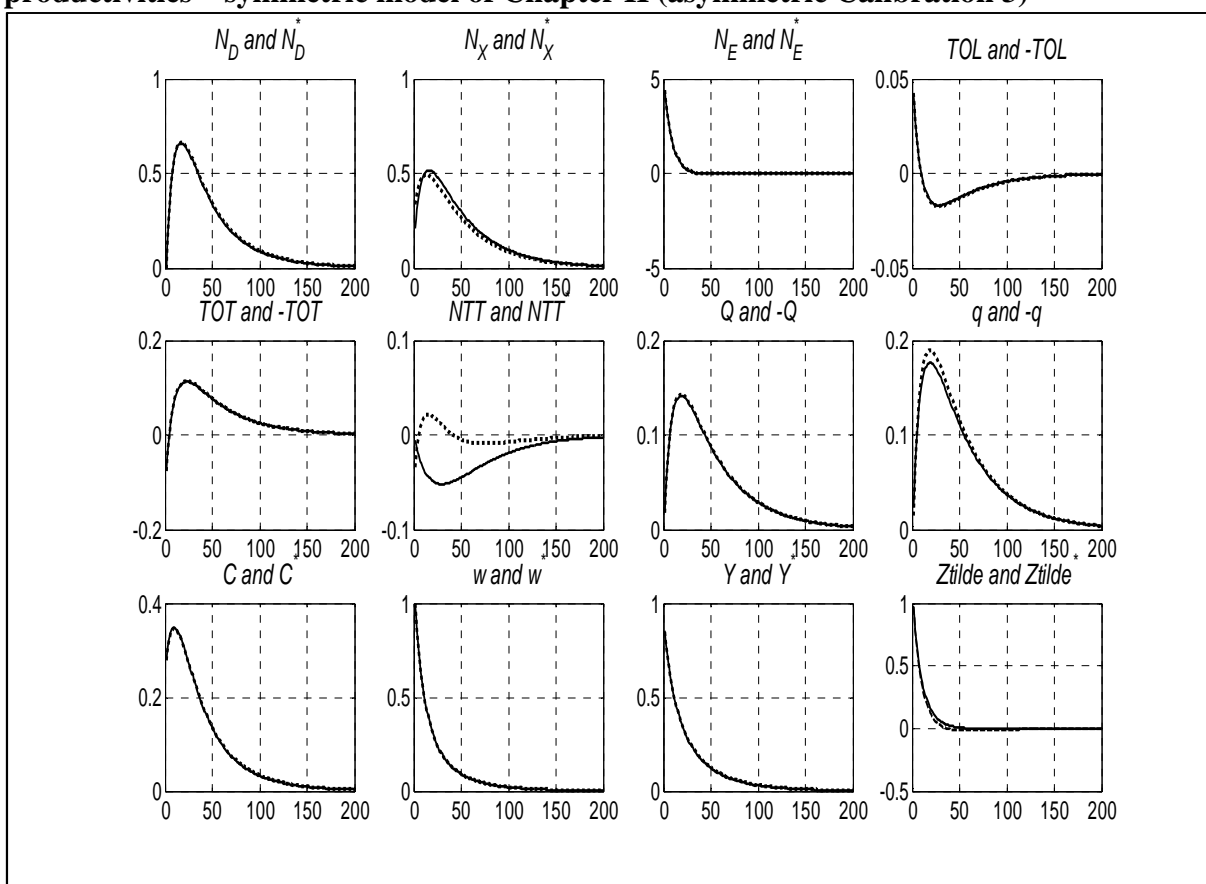 productivities – symmetric model of Chapter II (asymmetric Calibration 3)
N_D and N_D^*
N_X and N_X^*
N_E and N_E^*
TOL and -TOL
1
0.5
0
0 50 100 150 200
1
0.5
0
0 50 100 150 200
5
0
-5
0 50 100 150 200
0.05
0
-0.05
0 50 100 150 200
TOT and -TOT
NTT and NTT^*
Q and -Q
q and -q
0.2
0
-0.2
0 50 100 150 200
0.1
0
-0.1
0 50 100 150 200
0.2
0.1
0
0 50 100 150 200
0.2
0.1
0
0 50 100 150 200
C and C^*
w and w^*
Y and Y^*
Ztilde and Ztilde^*
0.4
0.2
0
0 50 100 150 200
1
0.5
0
0 50 100 150 200
1
0.5
0
0 50 100 150 200
1
0.5
0
-0.5
0 50 100 150 200